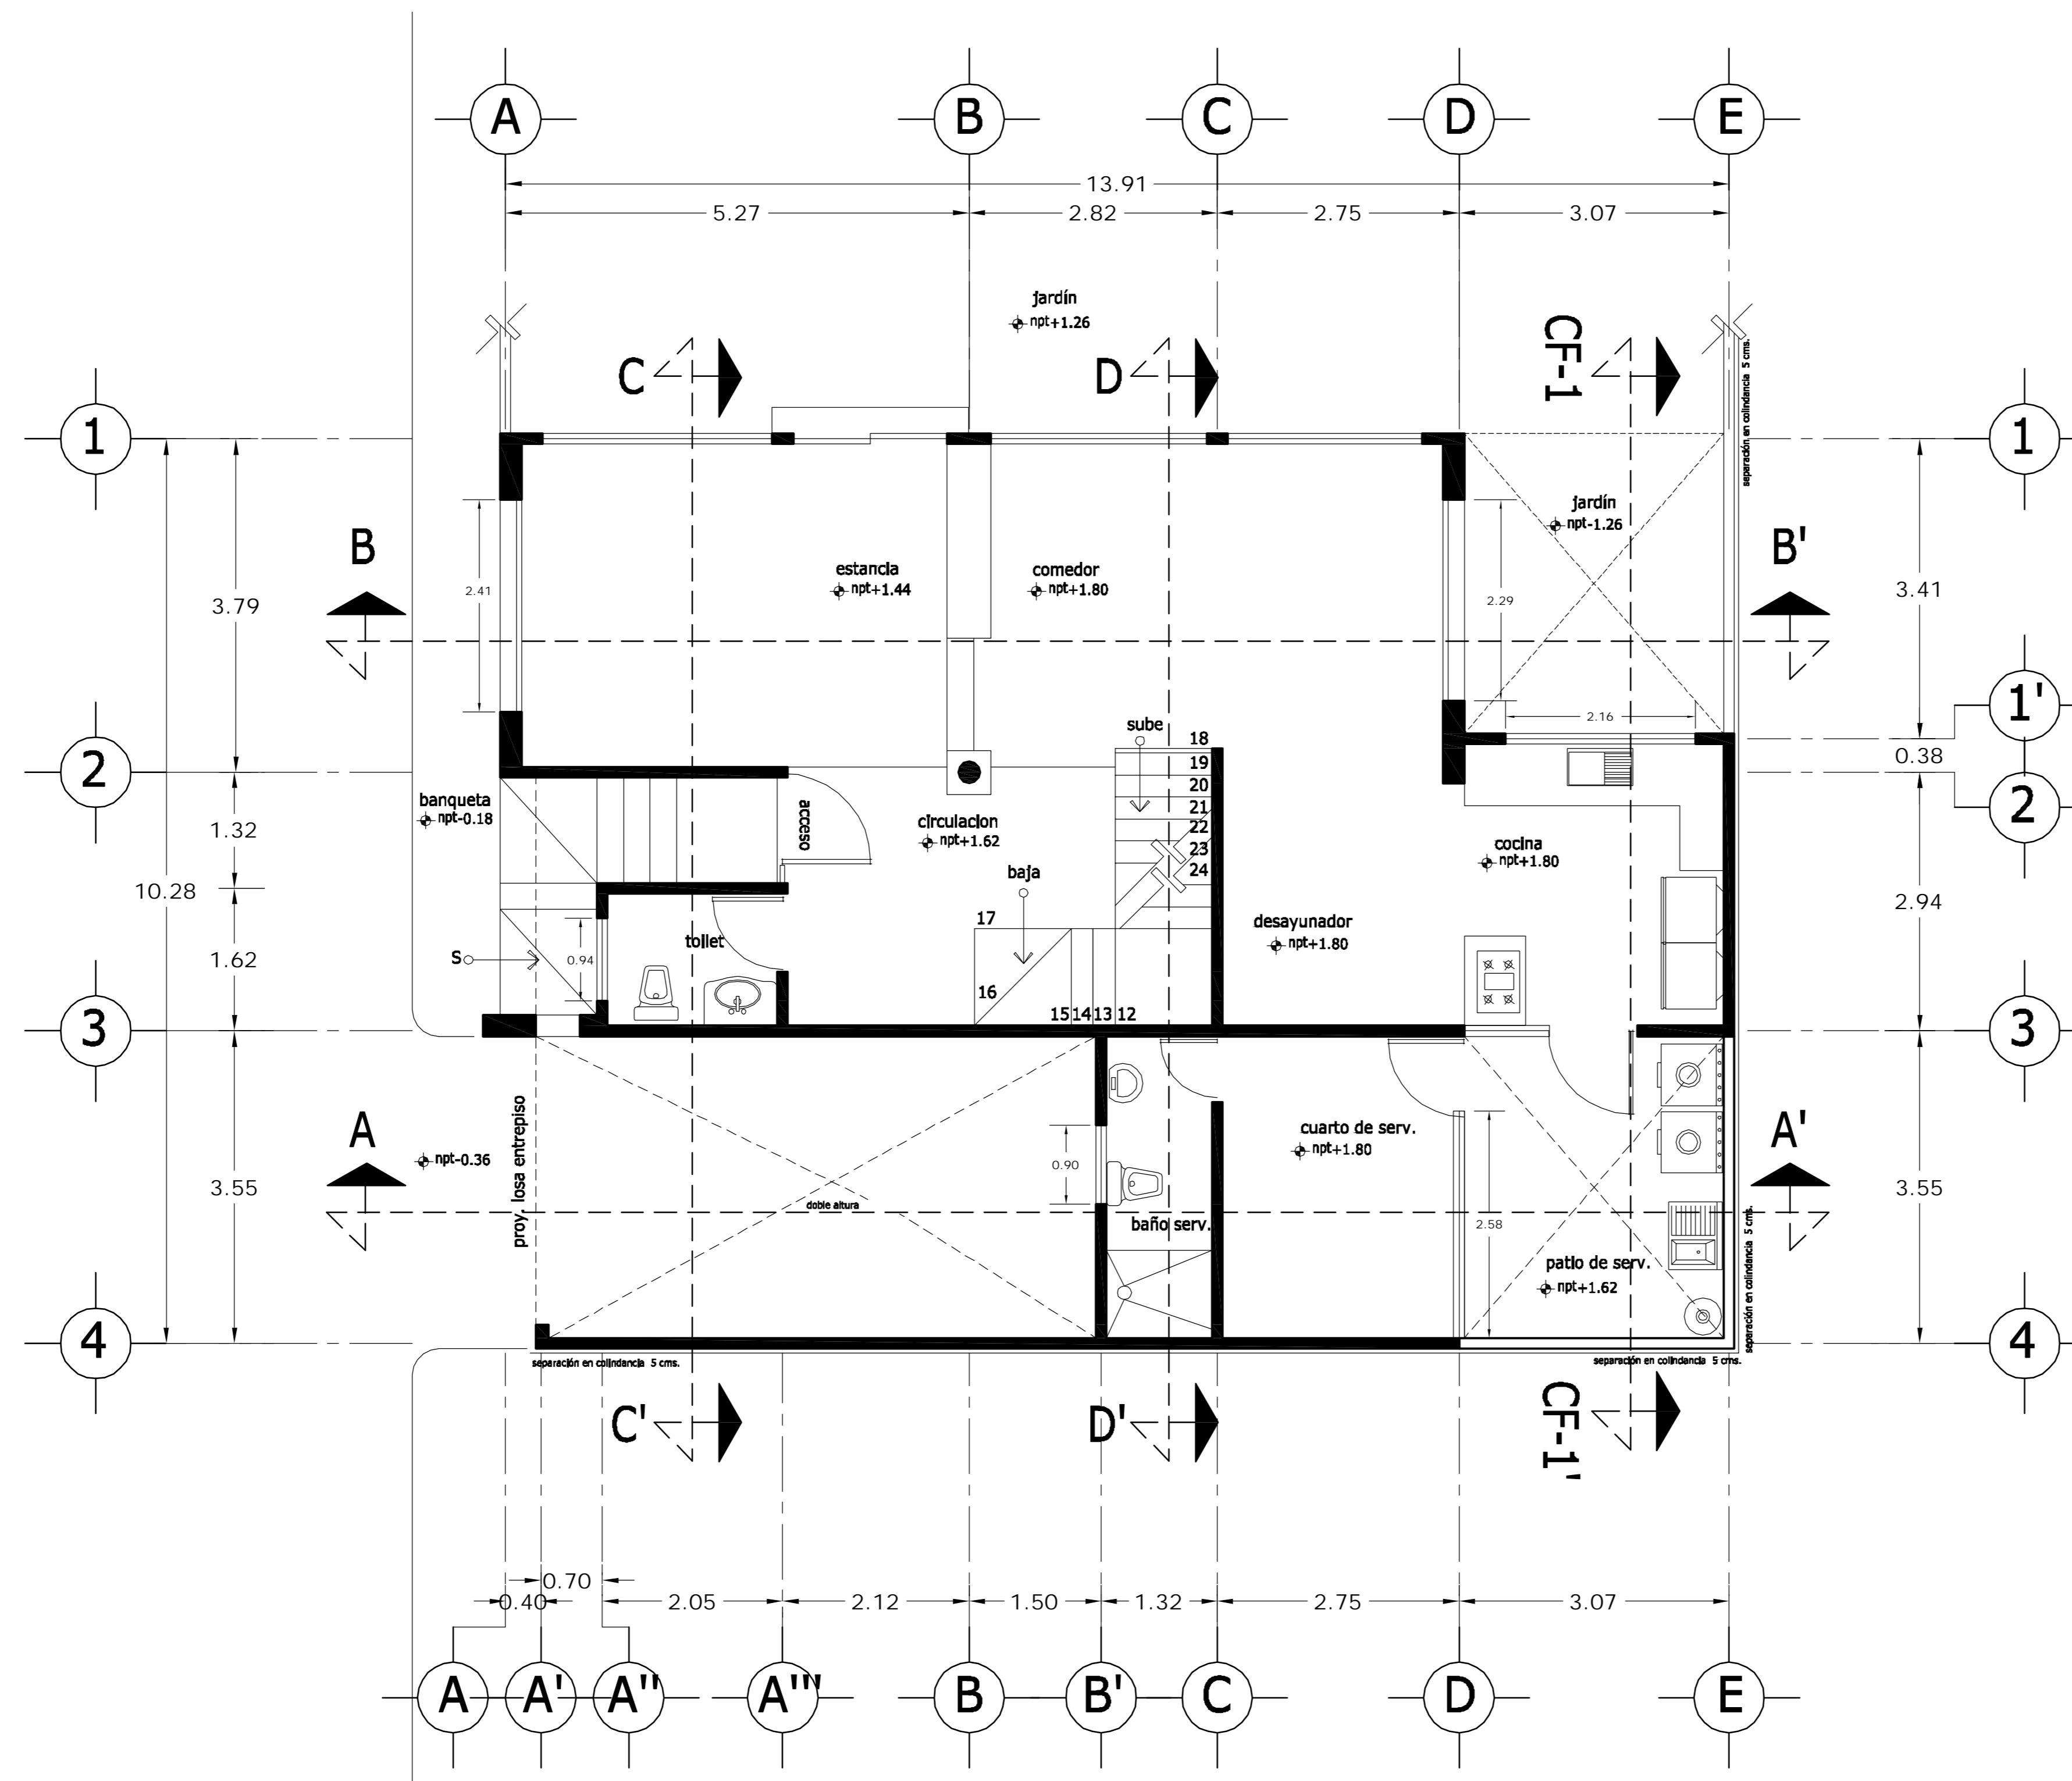 A B C D E
13.91
5.27 2.82 2.75 3.07
jardín
npt+1.26
C D CF-1
separación en colindancia 5 cms.
1 1
jardín
npt-1.26
B B'
estancia
npt+1.44
comedor
npt+1.80
2.41
2.29
3.79
3.41
2.16
1'
sube
18
19
20
21
22
23
24
0.38
2
2
banqueta
npt-0.18
acceso
circulacion
npt+1.62
cocina
npt+1.80
1.32
baja
10.28
2.94
17
desayunador
npt+1.80
toilet
S
0.94
1.62
16
15 14 13 12
3 3
A A'
npt-0.36
proy. losa entrepiso
cuarto de serv.
npt+1.80
0.90
3.55
3.55
doble altura
baño serv.
2.58
patio de serv.
npt+1.62
separación en colindancia 5 cms.
4 4
separación en colindancia 5 cms.
separación en colindancia 5 cms.
C' D' CF-1'
0.70
0.40 2.05 2.12 1.50 1.32 2.75 3.07
A A' A'' A''' B B' C D E